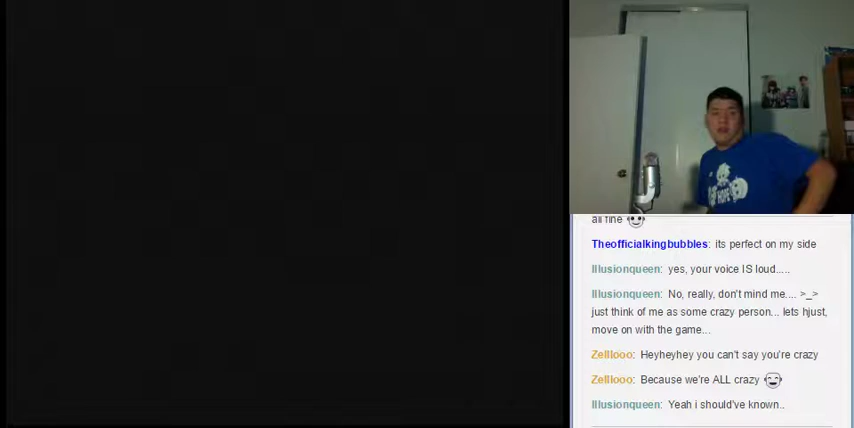 all fine
Theofficialkingbubbles: its perfect on my side
Illusionqueen: yes, your voice IS loud.....
Illusionqueen: No, really, don't mind me.... >_>
just think of me as some crazy person... lets hjust,
move on with the game...
Zelllooo: Heyheyhey you can't say you're crazy
Zelllooo: Because we're ALL crazy
Illusionqueen: Yeah i should've known..